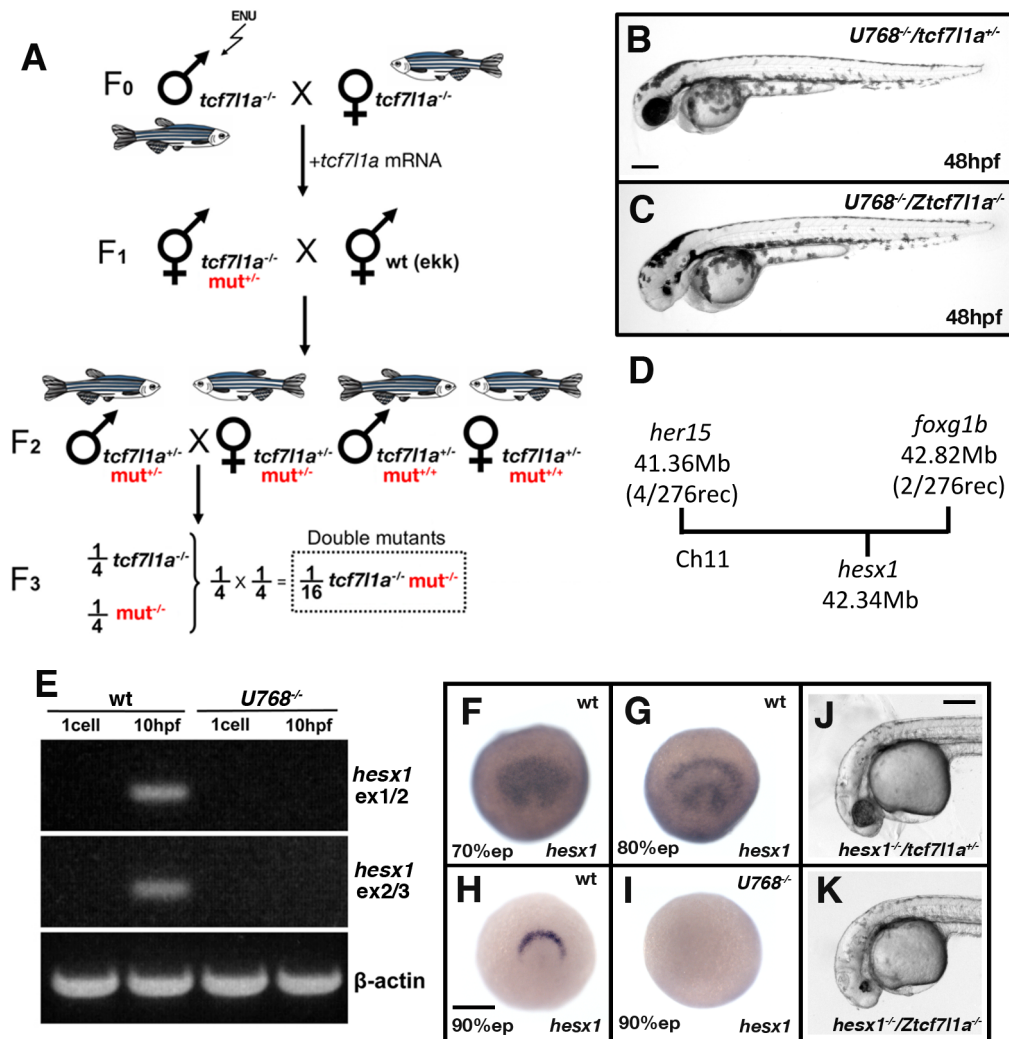 A
ENU
F0
tcf7l1a-/-
X
tcf7l1a-/-
+tcf7l1a mRNA
F1
tcf7l1a-/-
mut+/-
X
wt (ekk)
F2
tcf7l1a+/-
mut+/-
X
tcf7l1a+/-
mut+/-
tcf7l1a+/-
mut+/+
tcf7l1a+/-
mut+/+
F3
1/4 tcf7l1a-/-
1/4 mut-/-
1/4 x 1/4 =
Double mutants
1/16 tcf7l1a-/- mut-/-
B
U768-/-/tcf7l1a+/-
48hpf
C
U768-/-/Ztcf7l1a-/-
48hpf
D
her15
41.36Mb
(4/276rec)
foxg1b
42.82Mb
(2/276rec)
Ch11
hesx1
42.34Mb
E
wt
U768-/-
1cell 10hpf 1cell 10hpf
hesx1
ex1/2
hesx1
ex2/3
β-actin
F
wt
70%ep
hesx1
G
wt
80%ep
hesx1
H
wt
90%ep
hesx1
I
U768-/-
90%ep
hesx1
J
hesx1-/-/tcf7l1a+/-
K
hesx1-/-/Ztcf7l1a-/-